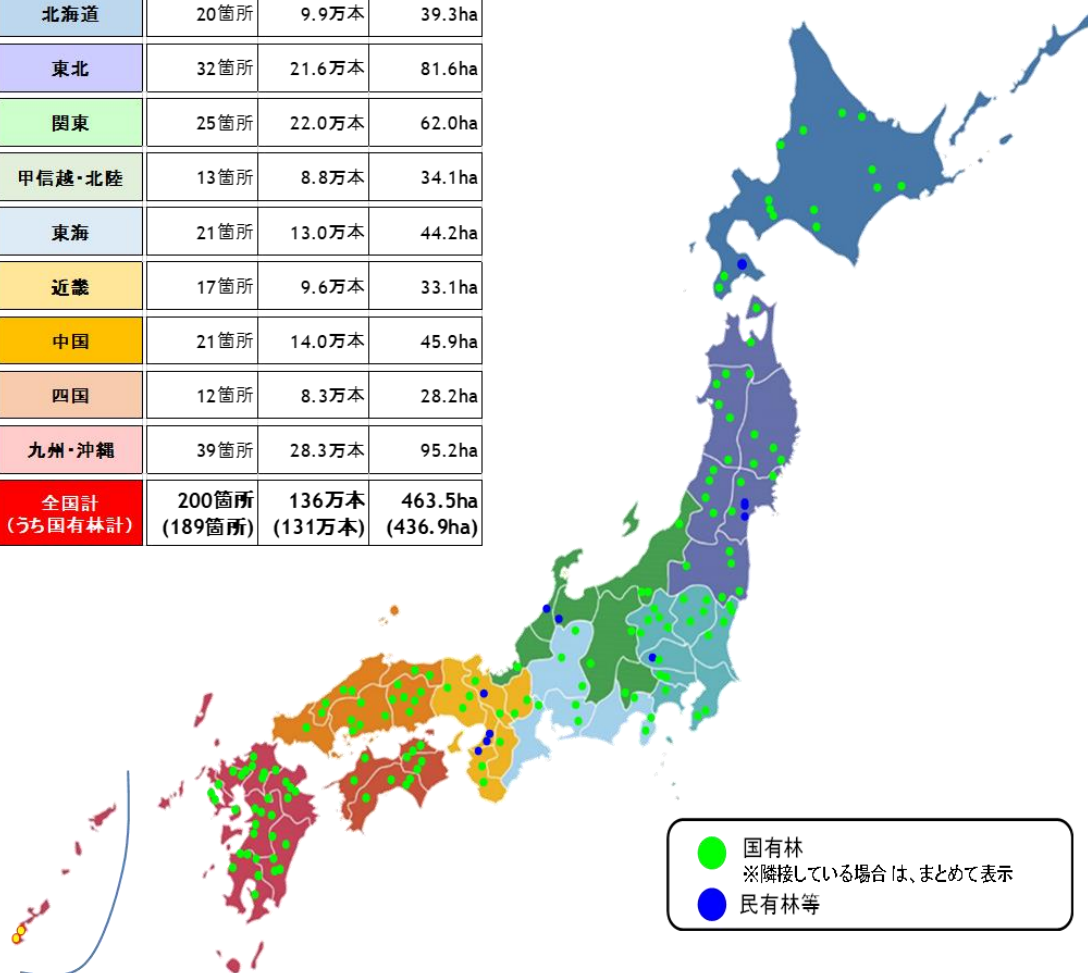 北海道 20箇所 9.9万本 39.3ha
東北 32箇所 21.6万本 81.6ha
関東 25箇所 22.0万本 62.0ha
甲信越・北陸 13箇所 8.8万本 34.1ha
東海 21箇所 13.0万本 44.2ha
近畿 17箇所 9.6万本 33.1ha
中国 21箇所 14.0万本 45.9ha
四国 12箇所 8.3万本 28.2ha
九州・沖縄 39箇所 28.3万本 95.2ha
全国計 200箇所 136万本 463.5ha
(うち国有林計) (189箇所) (131万本) (436.9ha)
国有林
※隣接している場合は、まとめて表示
民有林等